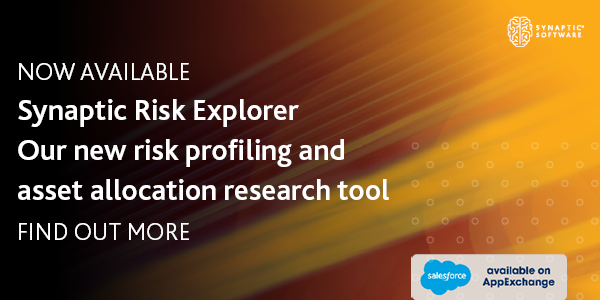 SYNAPTIC®
SOFTWARE
NOW AVAILABLE
Synaptic Risk Explorer
Our new risk profiling and
asset allocation research tool
FIND OUT MORE
salesforce
available on
AppExchange